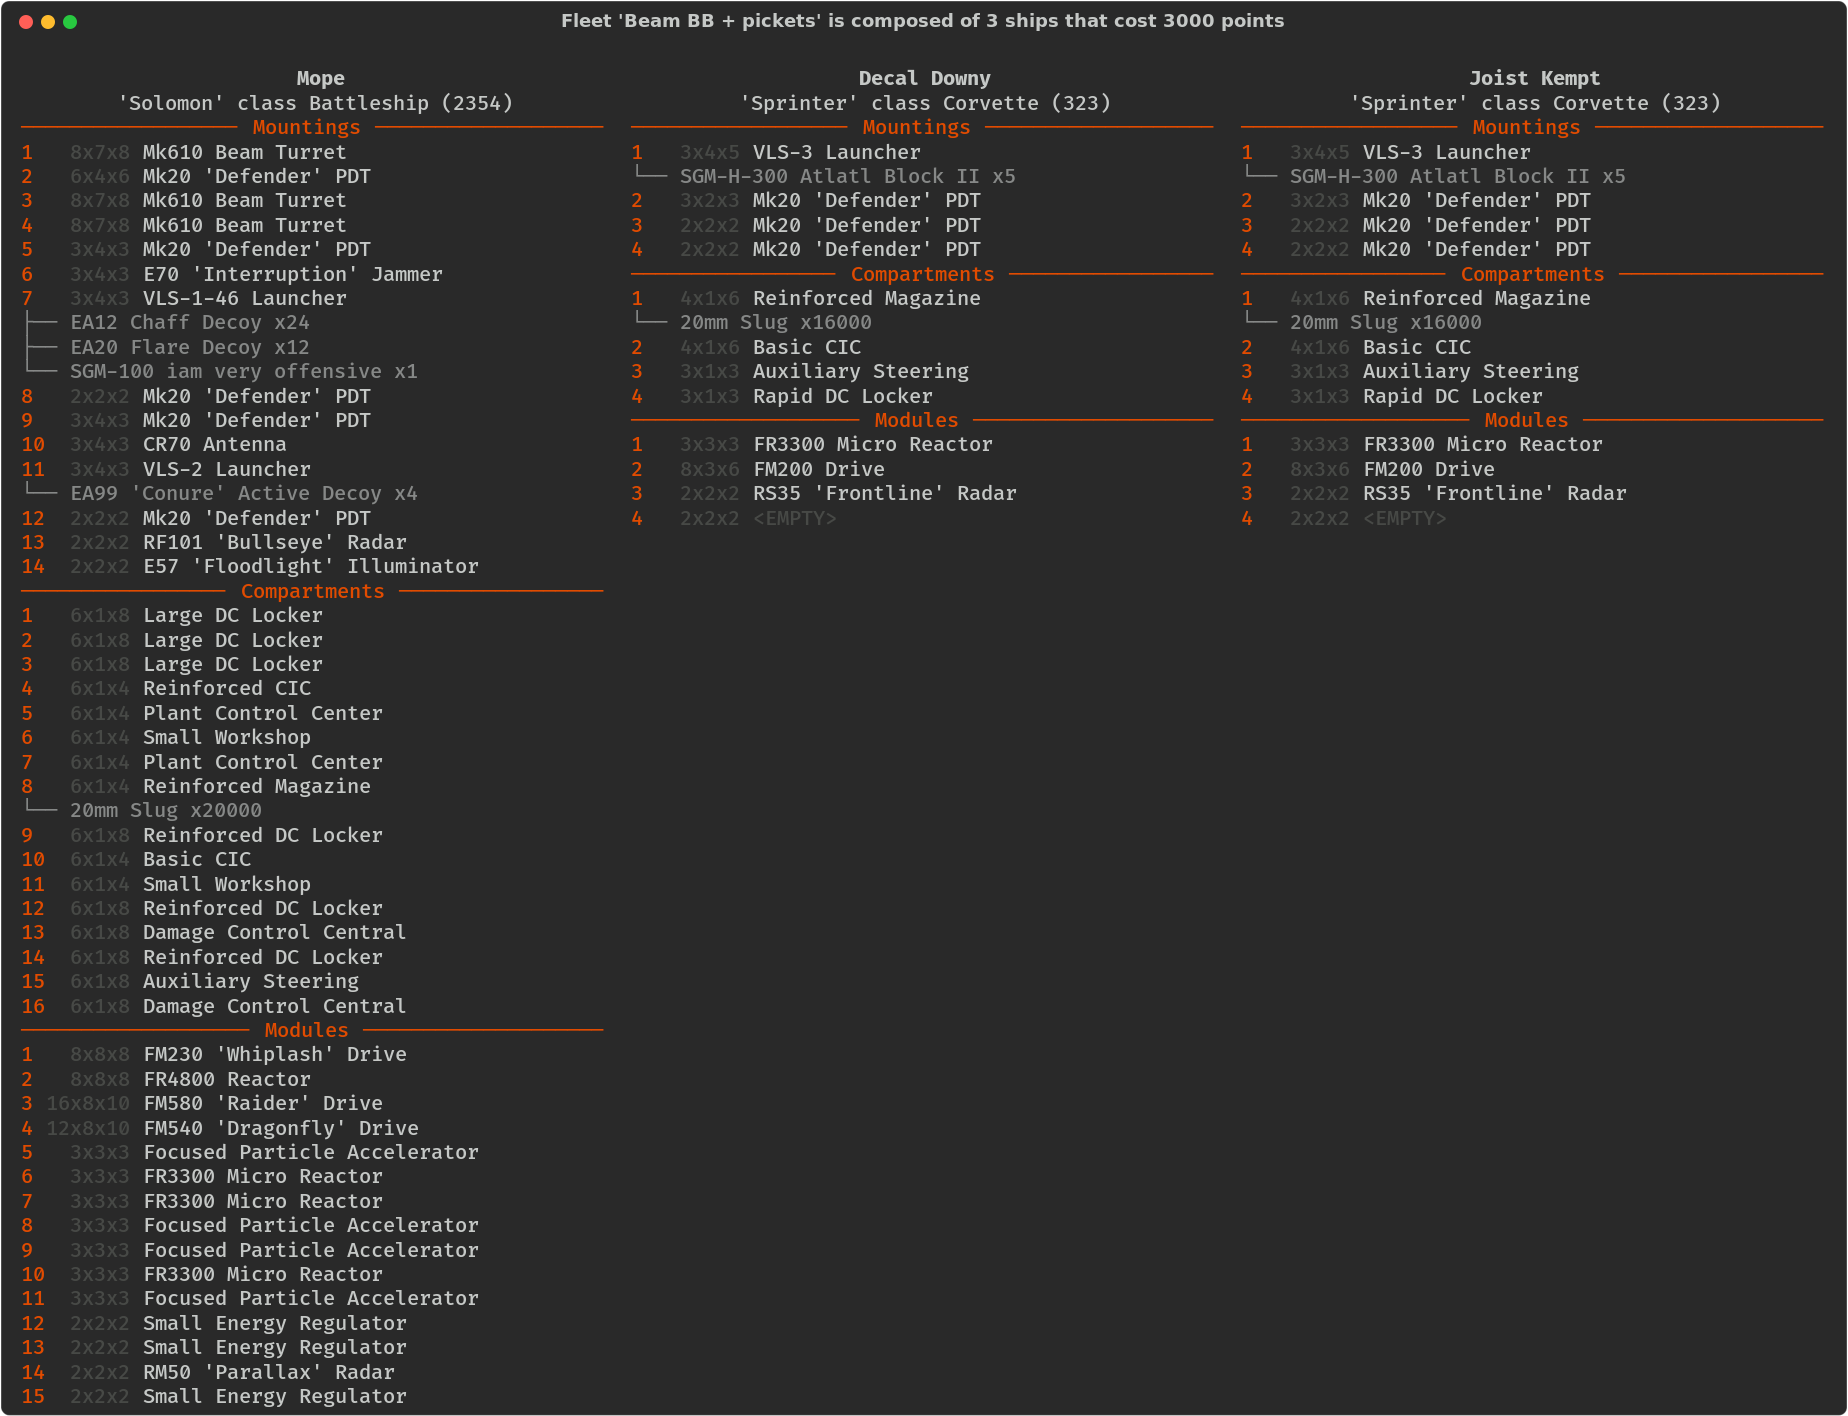 Fleet 'Beam BB + pickets' is composed of 3 ships that cost 3000 points
Mope
'Solomon' class Battleship (2354)
Mountings
1 8x7x8 Mk610 Beam Turret
2 6x4x6 Mk20 'Defender' PDT
3 8x7x8 Mk610 Beam Turret
4 8x7x8 Mk610 Beam Turret
5 3x4x3 Mk20 'Defender' PDT
6 3x4x3 E70 'Interruption' Jammer
7 3x4x3 VLS-1-46 Launcher
├── EA12 Chaff Decoy x24
├── EA20 Flare Decoy x12
└── SGM-100 iam very offensive x1
8 2x2x2 Mk20 'Defender' PDT
9 3x4x3 Mk20 'Defender' PDT
10 3x4x3 CR70 Antenna
11 3x4x3 VLS-2 Launcher
└── EA99 'Conure' Active Decoy x4
12 2x2x2 Mk20 'Defender' PDT
13 2x2x2 RF101 'Bullseye' Radar
14 2x2x2 E57 'Floodlight' Illuminator
Compartments
1 6x1x8 Large DC Locker
2 6x1x8 Large DC Locker
3 6x1x8 Large DC Locker
4 6x1x4 Reinforced CIC
5 6x1x4 Plant Control Center
6 6x1x4 Small Workshop
7 6x1x4 Plant Control Center
8 6x1x4 Reinforced Magazine
└── 20mm Slug x20000
9 6x1x8 Reinforced DC Locker
10 6x1x4 Basic CIC
11 6x1x4 Small Workshop
12 6x1x8 Reinforced DC Locker
13 6x1x8 Damage Control Central
14 6x1x8 Reinforced DC Locker
15 6x1x8 Auxiliary Steering
16 6x1x8 Damage Control Central
Modules
1 8x8x8 FM230 'Whiplash' Drive
2 8x8x8 FR4800 Reactor
3 16x8x10 FM580 'Raider' Drive
4 12x8x10 FM540 'Dragonfly' Drive
5 3x3x3 Focused Particle Accelerator
6 3x3x3 FR3300 Micro Reactor
7 3x3x3 FR3300 Micro Reactor
8 3x3x3 Focused Particle Accelerator
9 3x3x3 Focused Particle Accelerator
10 3x3x3 FR3300 Micro Reactor
11 3x3x3 Focused Particle Accelerator
12 2x2x2 Small Energy Regulator
13 2x2x2 Small Energy Regulator
14 2x2x2 RM50 'Parallax' Radar
15 2x2x2 Small Energy Regulator
Decal Downy
'Sprinter' class Corvette (323)
Mountings
1 3x4x5 VLS-3 Launcher
└── SGM-H-300 Atlatl Block II x5
2 3x2x3 Mk20 'Defender' PDT
3 2x2x2 Mk20 'Defender' PDT
4 2x2x2 Mk20 'Defender' PDT
Compartments
1 4x1x6 Reinforced Magazine
└── 20mm Slug x16000
2 4x1x6 Basic CIC
3 3x1x3 Auxiliary Steering
4 3x1x3 Rapid DC Locker
Modules
1 3x3x3 FR3300 Micro Reactor
2 8x3x6 FM200 Drive
3 2x2x2 RS35 'Frontline' Radar
4 2x2x2 <EMPTY>
Joist Kempt
'Sprinter' class Corvette (323)
Mountings
1 3x4x5 VLS-3 Launcher
└── SGM-H-300 Atlatl Block II x5
2 3x2x3 Mk20 'Defender' PDT
3 2x2x2 Mk20 'Defender' PDT
4 2x2x2 Mk20 'Defender' PDT
Compartments
1 4x1x6 Reinforced Magazine
└── 20mm Slug x16000
2 4x1x6 Basic CIC
3 3x1x3 Auxiliary Steering
4 3x1x3 Rapid DC Locker
Modules
1 3x3x3 FR3300 Micro Reactor
2 8x3x6 FM200 Drive
3 2x2x2 RS35 'Frontline' Radar
4 2x2x2 <EMPTY>